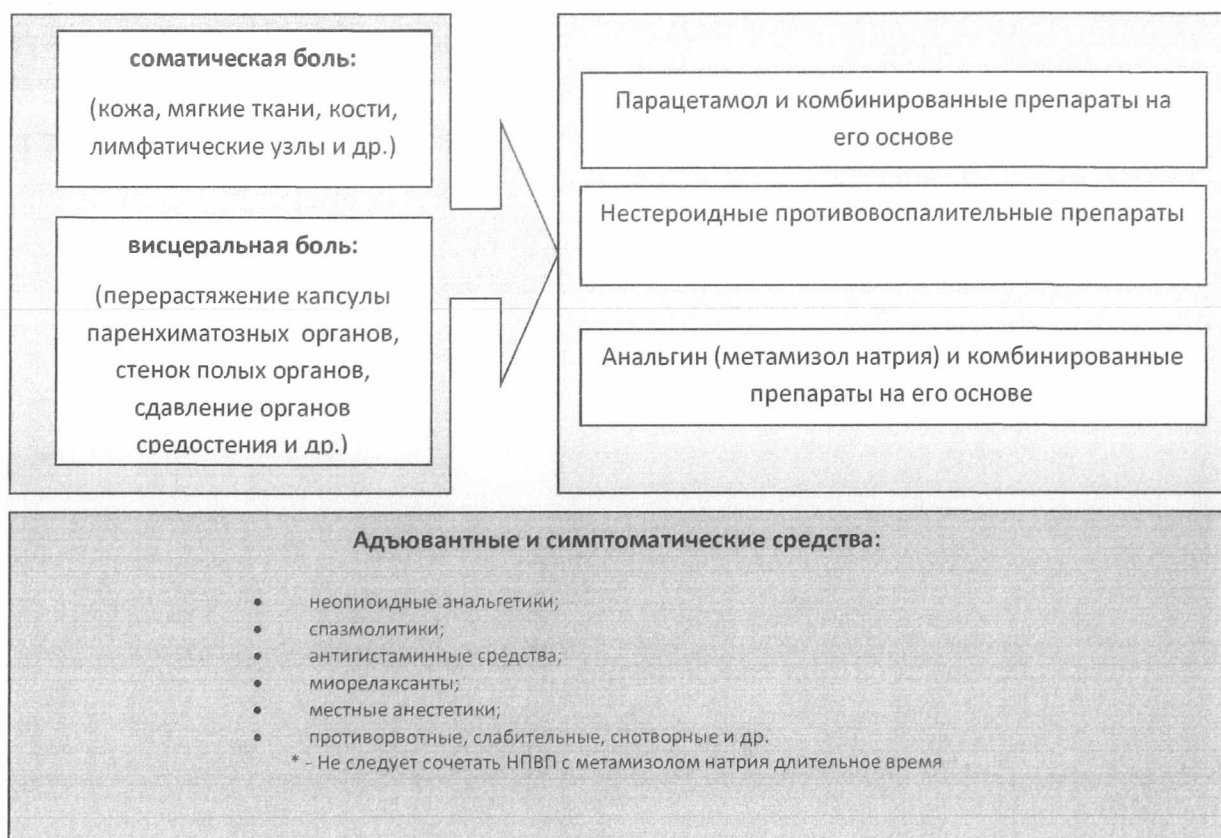 соматическая боль:
(кожа, мягкие ткани, кости,
лимфатические узлы и др.)
висцеральная боль:
(перерастяжение капсулы
паренхиматозных органов,
стенок полых органов,
сдавление органов
средостения и др.)
Парацетамол и комбинированные препараты на
его основе
Нестероидные противовоспалительные препараты
Анальгин (метамизол натрия) и комбинированные
препараты на его основе
Адъювантные и симптоматические средства:
• неопиоидные анальгетики;
• спазмолитики;
• антигистаминные средства;
• миорелаксанты;
• местные анестетики;
• противорвотные, слабительные, снотворные и др.
* - Не следует сочетать НПВП с метамизолом натрия длительное время